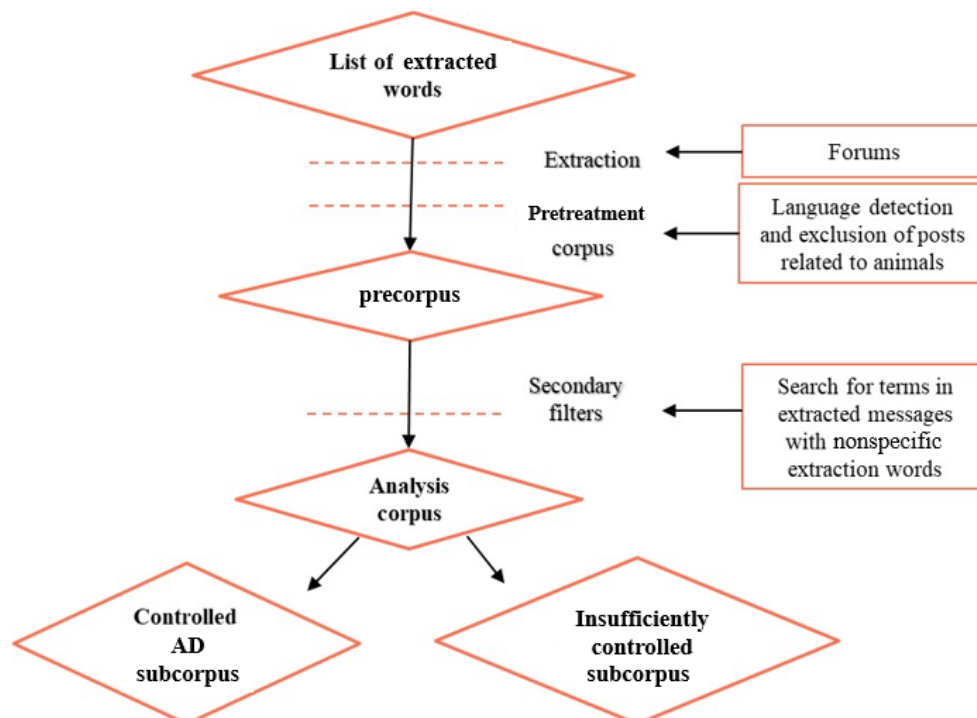 List of extracted
words
Extraction
Forums
Pretreatment
corpus
Language detection
and exclusion of posts
related to animals
precorpus
Secondary
filters
Search for terms in
extracted messages
with nonspecific
extraction words
Analysis
corpus
Controlled
AD
subcorpus
Insufficiently
controlled
subcorpus